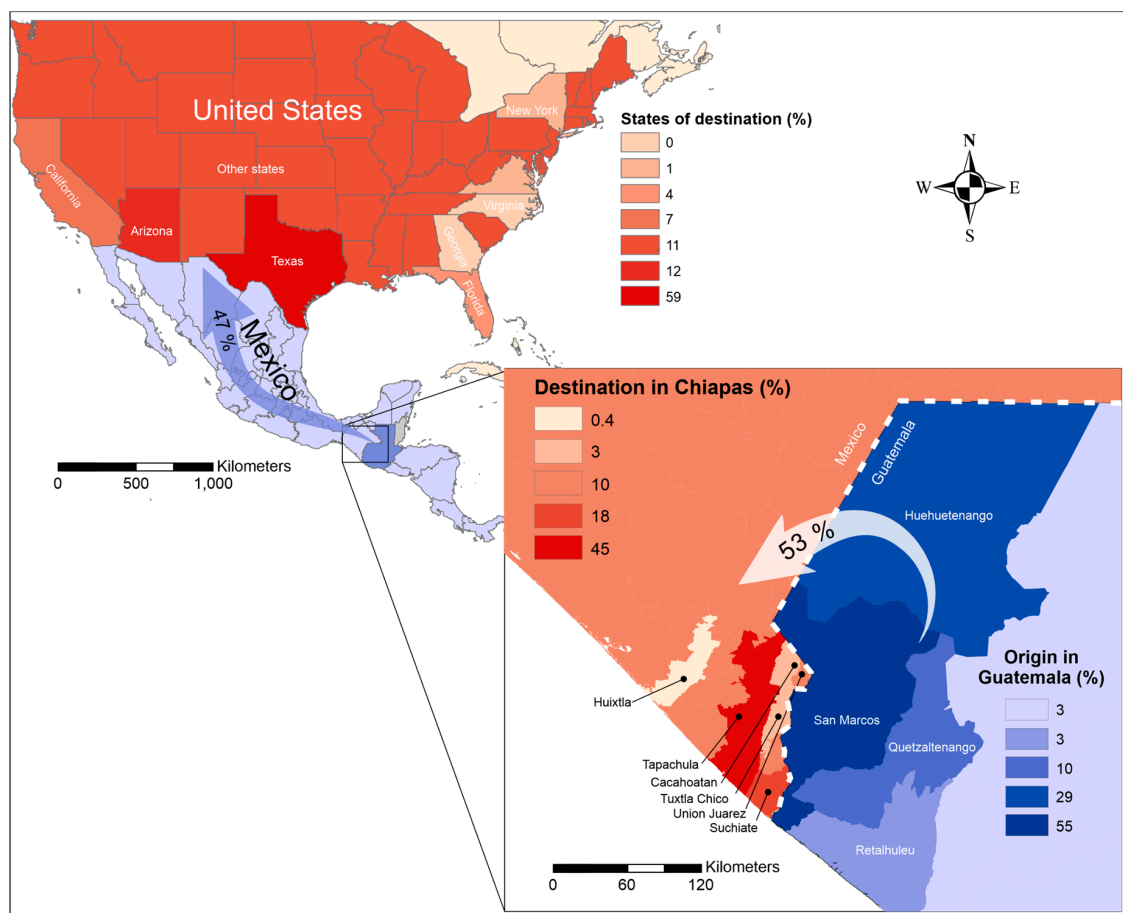 United States
New York
Other states
California
Virginia
Arizona
Georgia
Texas
Florida
Mexico
47 %
States of destination (%)
0
1
4
7
11
12
59
N
W
E
S
Kilometers
0
500
1,000
Destination in Chiapas (%)
0.4
3
10
18
45
Mexico
Guatemala
Huehuetenango
53 %
Huixtla
San Marcos
Quetzaltenango
Tapachula
Cacahoatan
Tuxtla Chico
Union Juarez
Suchiate
Retalhuleu
Origin in
Guatemala (%)
3
3
10
29
55
Kilometers
0
60
120